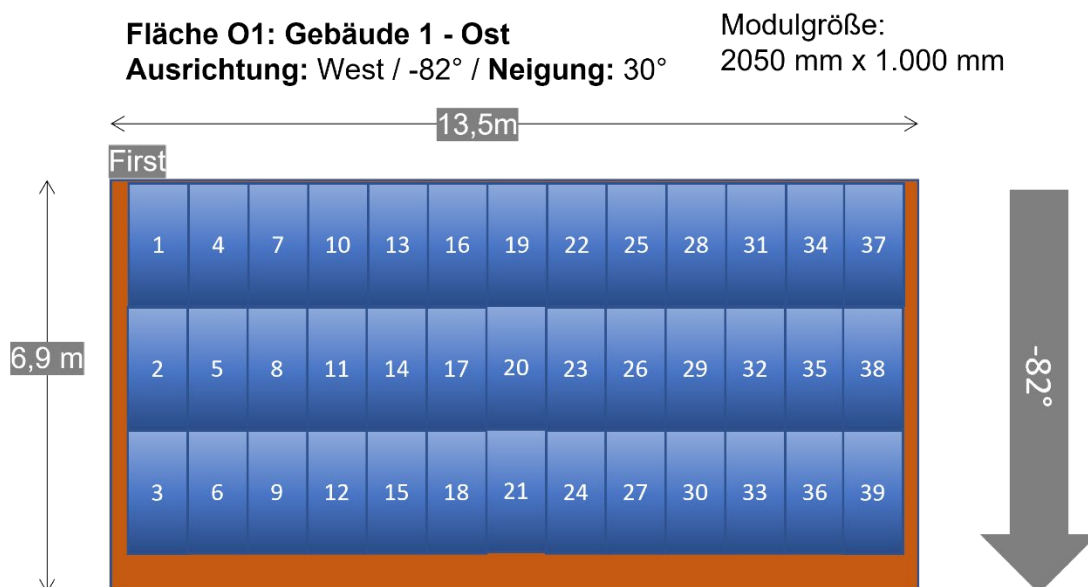 Fläche O1: Gebäude 1 - Ost
Ausrichtung: West / -82° / Neigung: 30°
Modulgröße:
2050 mm x 1.000 mm
13,5m
First
6,9 m
1 4 7 10 13 16 19 22 25 28 31 34 37
2 5 8 11 14 17 20 23 26 29 32 35 38
3 6 9 12 15 18 21 24 27 30 33 36 39
-82°